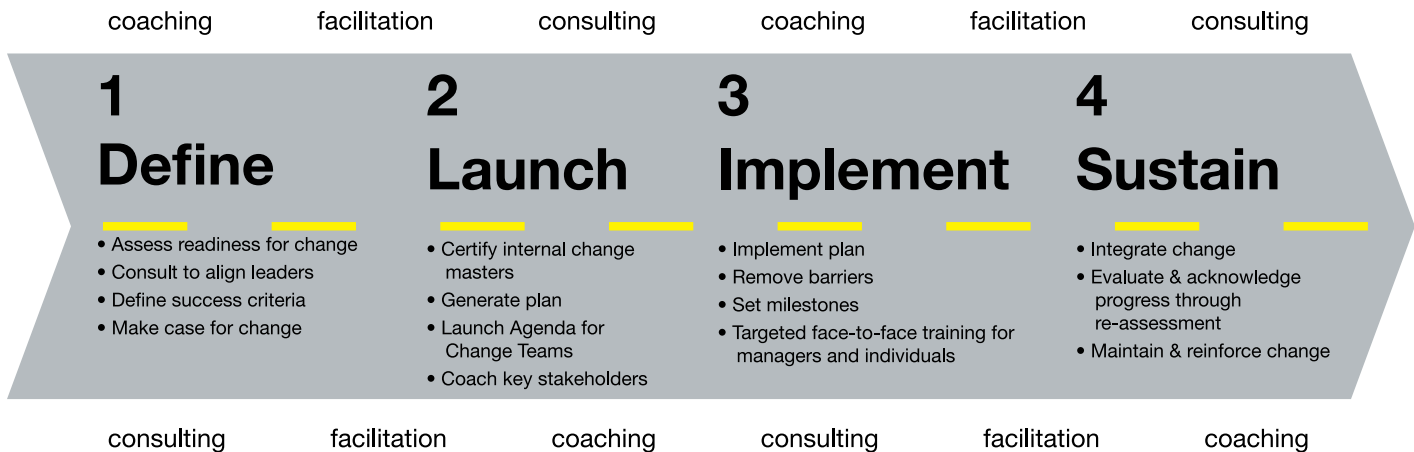 coaching facilitation consulting coaching facilitation consulting
1
Define
• Assess readiness for change
• Consult to align leaders
• Define success criteria
• Make case for change
2
Launch
• Certify internal change
masters
• Generate plan
• Launch Agenda for
Change Teams
• Coach key stakeholders
3
Implement
• Implement plan
• Remove barriers
• Set milestones
• Targeted face-to-face training for
managers and individuals
4
Sustain
• Integrate change
• Evaluate & acknowledge
progress through
re-assessment
• Maintain & reinforce change
consulting facilitation coaching consulting facilitation coaching